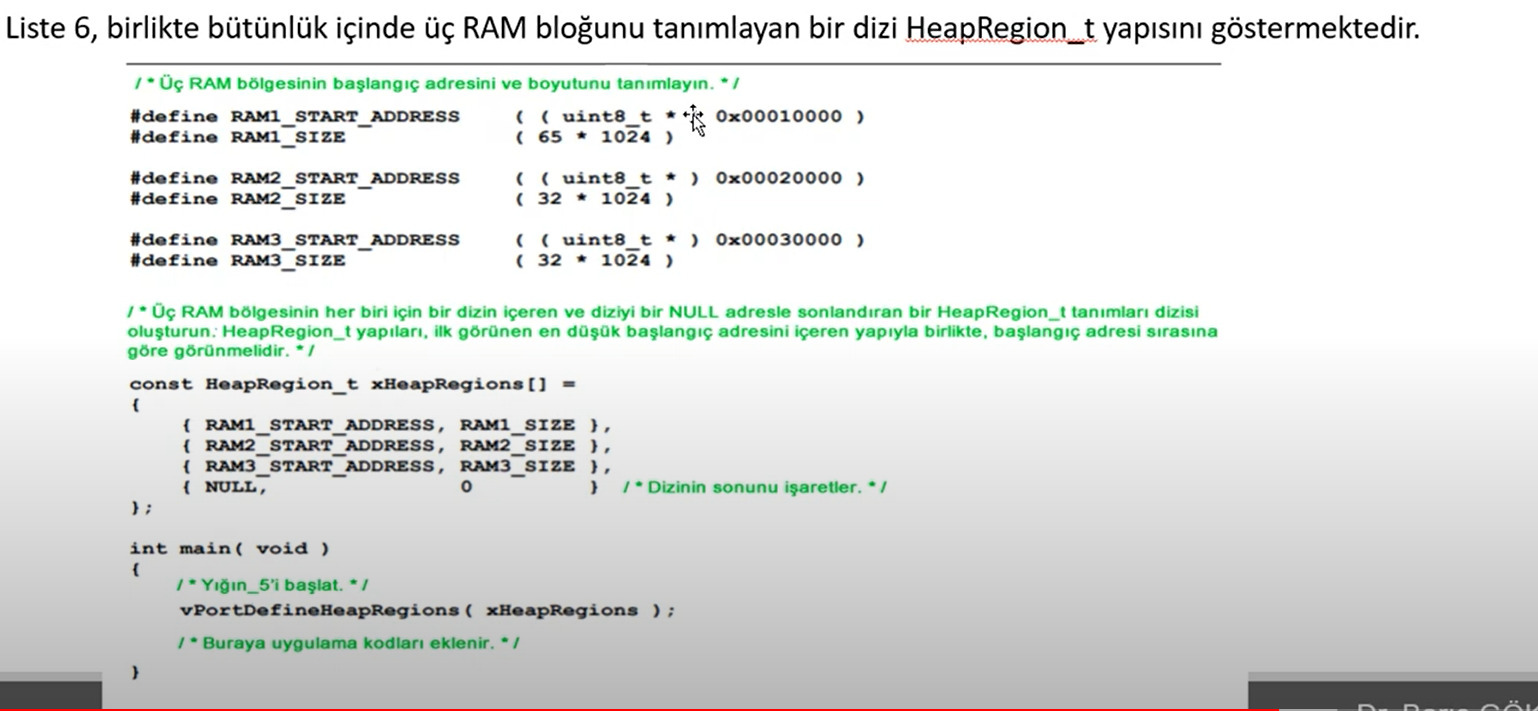 Liste 6, birlikte bütünlük içinde üç RAM bloğunu tanımlayan bir dizi HeapRegion_t yapısını göstermektedir.
/ * Üç RAM bölgesinin başlangıç adresini ve boyutunu tanımlayın. * /
#define RAM1_START_ADDRESS ( ( uint8_t * 0x00010000 )
#define RAM1_SIZE ( 65 * 1024 )
#define RAM2_START_ADDRESS ( ( uint8_t * ) 0x00020000 )
#define RAM2_SIZE ( 32 * 1024 )
#define RAM3_START_ADDRESS ( ( uint8_t * ) 0x00030000 )
#define RAM3_SIZE ( 32 * 1024 )
/ * Üç RAM bölgesinin her biri için bir dizin içeren ve diziyi bir NULL adresle sonlandıran bir HeapRegion_t tanımları dizisi
oluşturun: HeapRegion_t yapıları, ilk görünen en düşük başlangıç adresini içeren yapıyla birlikte, başlangıç adresi sırasına
göre görünmelidir. * /
const HeapRegion_t xHeapRegions[] =
{
{ RAM1_START_ADDRESS, RAM1_SIZE },
{ RAM2_START_ADDRESS, RAM2_SIZE },
{ RAM3_START_ADDRESS, RAM3_SIZE },
{ NULL, 0 } / * Dizinin sonunu işaretler. * /
};
int main( void )
{
/ * Yığın_5'i başlat. * /
vPortDefineHeapRegions( xHeapRegions );
/ * Buraya uygulama kodları eklenir. * /
}